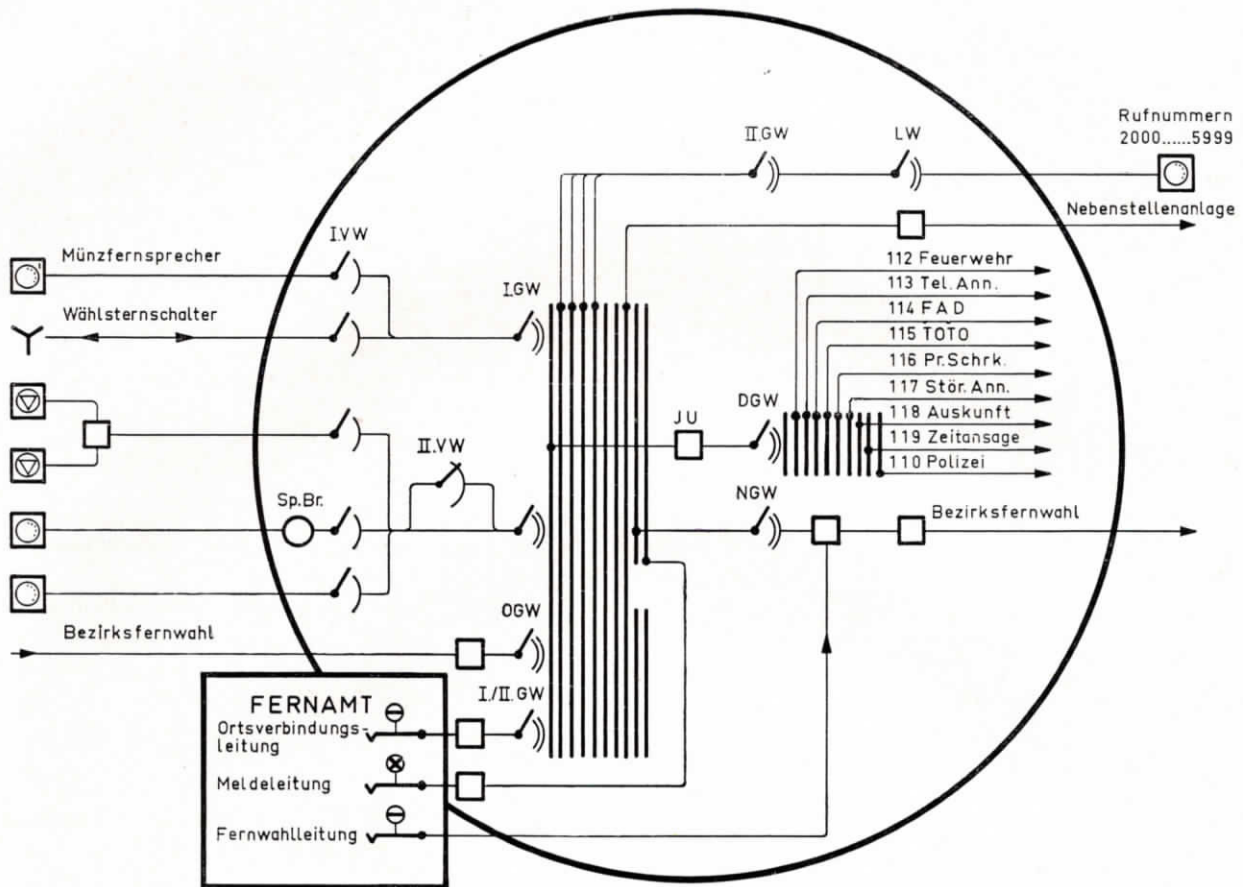 Rufnummern
2000......5999
II.GW
LW
Nebenstellenanlage
I.VW
Münzfernsprecher
I.GW
112 Feuerwehr
113 Tel.Ann.
Wählsternschalter
114 FAD
115 TOTO
116 Pr.Schrk.
117 Stör.Ann.
JU
DGW
118 Auskunft
119 Zeitansage
II.VW
110 Polizei
Sp.Br.
NGW
Bezirksfernwahl
OGW
Bezirksfernwahl
I./II.GW
FERNAMT
Ortsverbindungs-
leitung
Meldeleitung
Fernwahlleitung